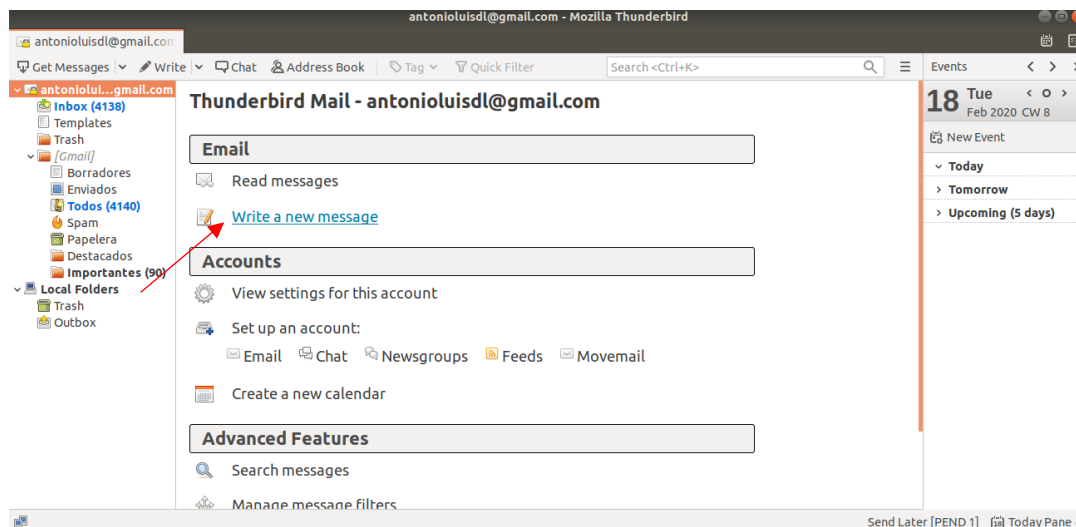 antonioluisdl@gmail.com - Mozilla Thunderbird
antonioluisdl@gmail.com
Get Messages Write Chat Address Book Tag Quick Filter Search <Ctrl+K>
antoniolui...gmail.com
Inbox (4138)
Templates
Trash
[Gmail]
Borradores
Enviados
Todos (4140)
Spam
Papelera
Destacados
Importantes (90)
Local Folders
Trash
Outbox
Thunderbird Mail - antonioluisdl@gmail.com
Email
Read messages
Write a new message
Accounts
View settings for this account
Set up an account:
Email Chat Newsgroups Feeds Movemail
Create a new calendar
Advanced Features
Search messages
Manage message filters
Events
18 Tue
Feb 2020 CW 8
New Event
Today
Tomorrow
Upcoming (5 days)
Send Later [PEND 1] Today Pane